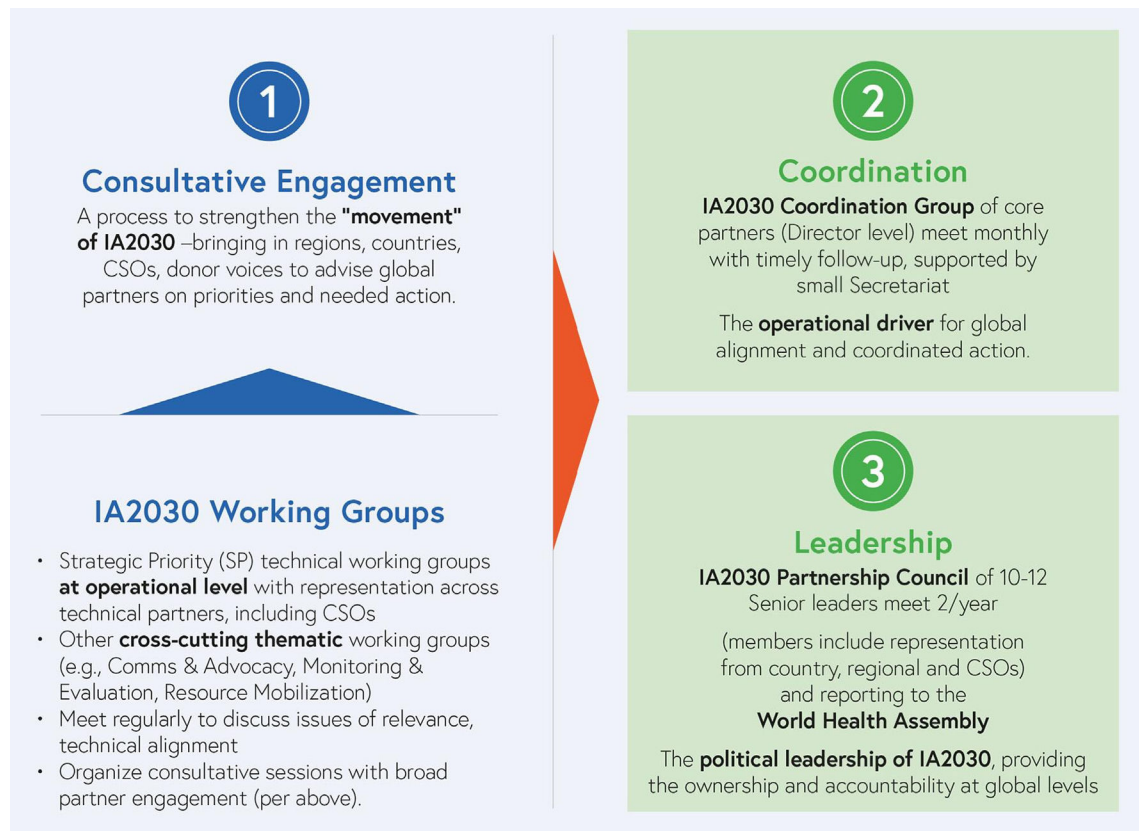 1
Consultative Engagement
A process to strengthen the "movement"
of IA2030 –bringing in regions, countries,
CSOs, donor voices to advise global
partners on priorities and needed action.
IA2030 Working Groups
• Strategic Priority (SP) technical working groups
at operational level with representation across
technical partners, including CSOs
• Other cross-cutting thematic working groups
(e.g., Comms & Advocacy, Monitoring &
Evaluation, Resource Mobilization)
• Meet regularly to discuss issues of relevance,
technical alignment
• Organize consultative sessions with broad
partner engagement (per above).
2
Coordination
IA2030 Coordination Group of core
partners (Director level) meet monthly
with timely follow-up, supported by
small Secretariat
The operational driver for global
alignment and coordinated action.
3
Leadership
IA2030 Partnership Council of 10-12
Senior leaders meet 2/year
(members include representation
from country, regional and CSOs)
and reporting to the
World Health Assembly
The political leadership of IA2030, providing
the ownership and accountability at global levels